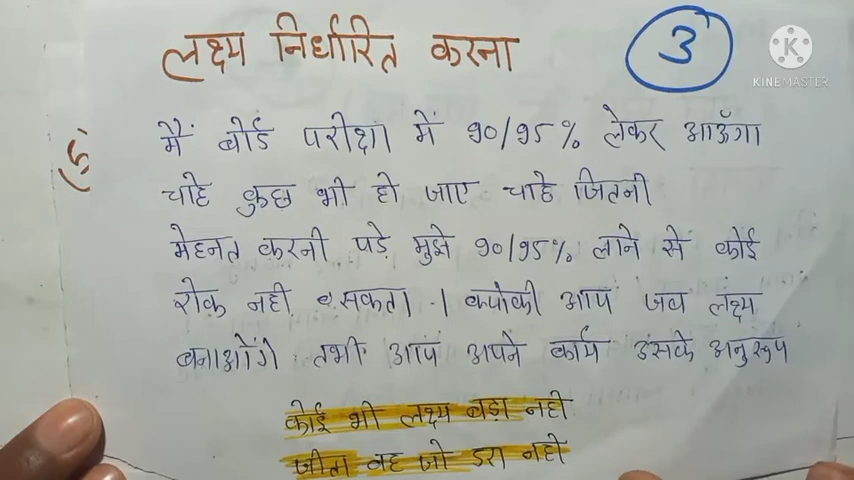 लक्ष्य निर्धारित करना
3
KINEMASTER
मैं बोर्ड परीक्षा में 90/95% लेकर आऊँगा
चाहे कुछ भी हो जाए चाहे जितनी
मेहनत करनी पड़े मुझे 90/95% लाने से कोई
रोक नही सकता । क्योकी आप जब लक्ष्य
बनाओंगे तभी आप अपने कार्य उसके अनुरूप
कोई भी लक्ष्य बड़ा नही
जीता वह जो डरा नही